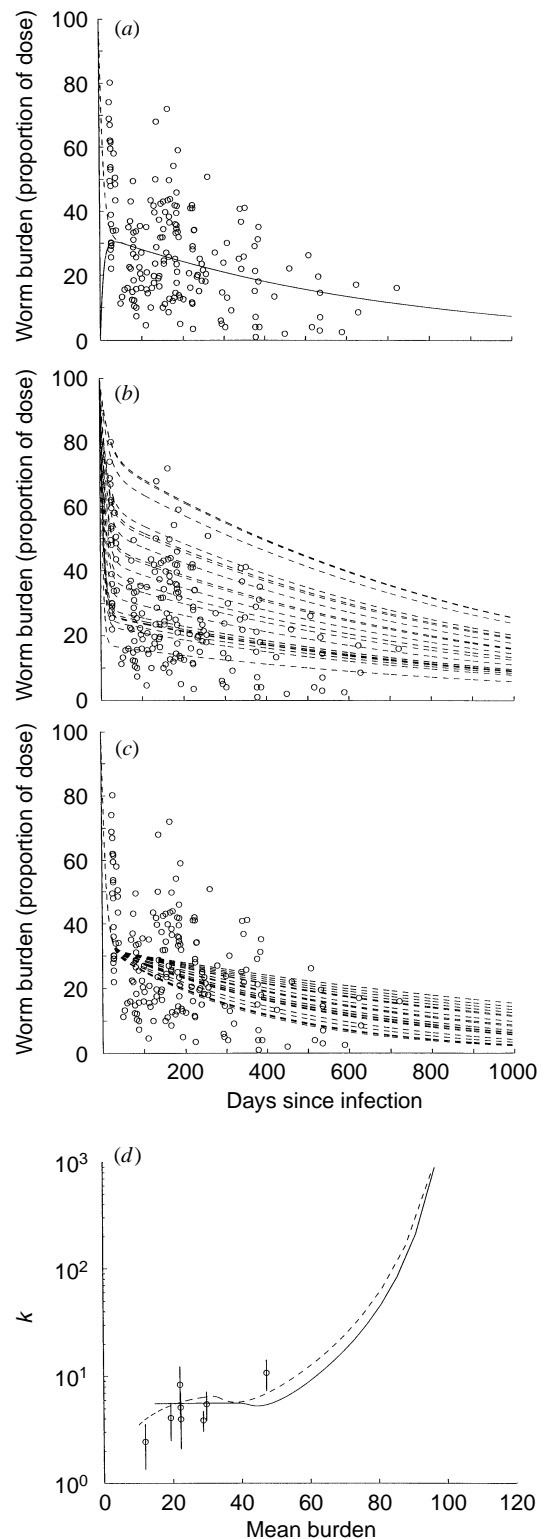 (a)
100
80
60
40
20
0
Worm burden (proportion of dose)
(b)
100
80
60
40
20
0
Worm burden (proportion of dose)
(c)
100
80
60
40
20
0
Worm burden (proportion of dose)
200 400 600 800 1000
Days since infection
(d)
10³
10²
10¹
10⁰
k
0 20 40 60 80 100 120
Mean burden